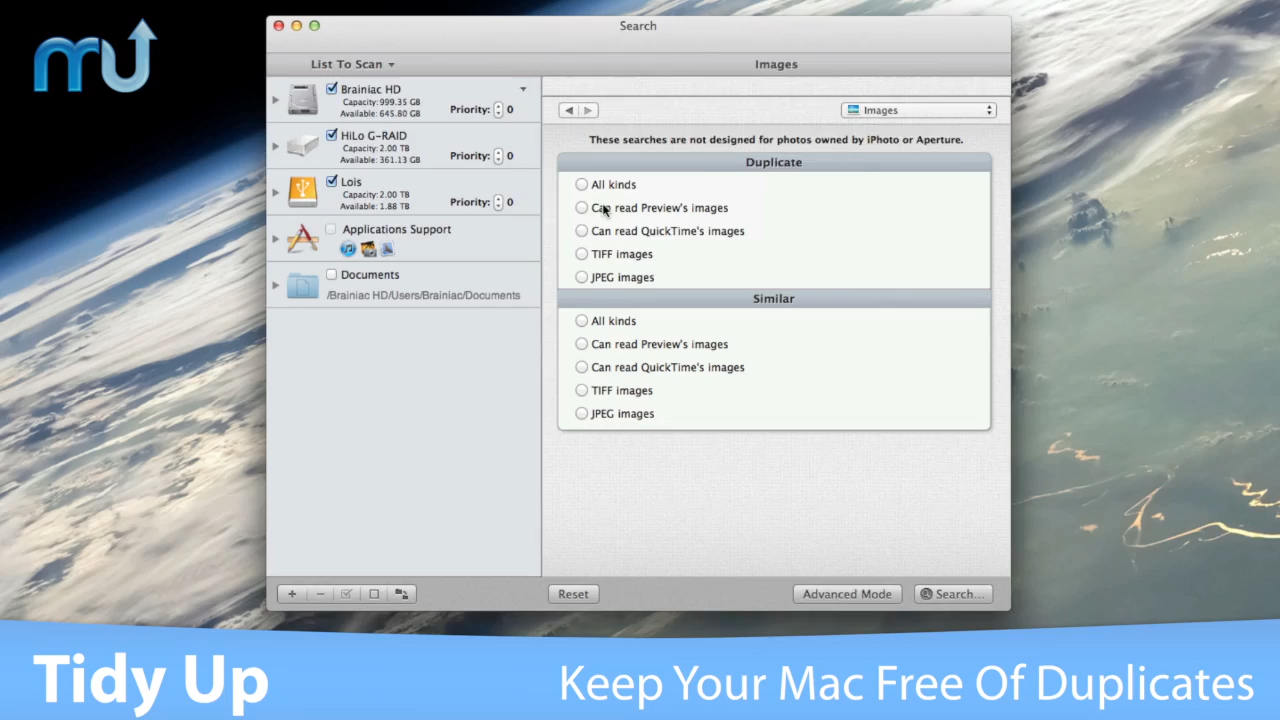 MU
Search
List To Scan
Images
Brainiac HD
Capacity: 999.35 GB
Available: 645.80 GB
Priority: 0
HiLo G-RAID
Capacity: 2.00 TB
Available: 361.13 GB
Priority: 0
Lois
Capacity: 2.00 TB
Available: 1.88 TB
Priority: 0
Applications Support
Documents
/Brainiac HD/Users/Brainiac/Documents
Images
These searches are not designed for photos owned by iPhoto or Aperture.
Duplicate
All kinds
Can read Preview's images
Can read QuickTime's images
TIFF images
JPEG images
Similar
All kinds
Can read Preview's images
Can read QuickTime's images
TIFF images
JPEG images
Reset
Advanced Mode
Search...
Tidy Up
Keep Your Mac Free Of Duplicates